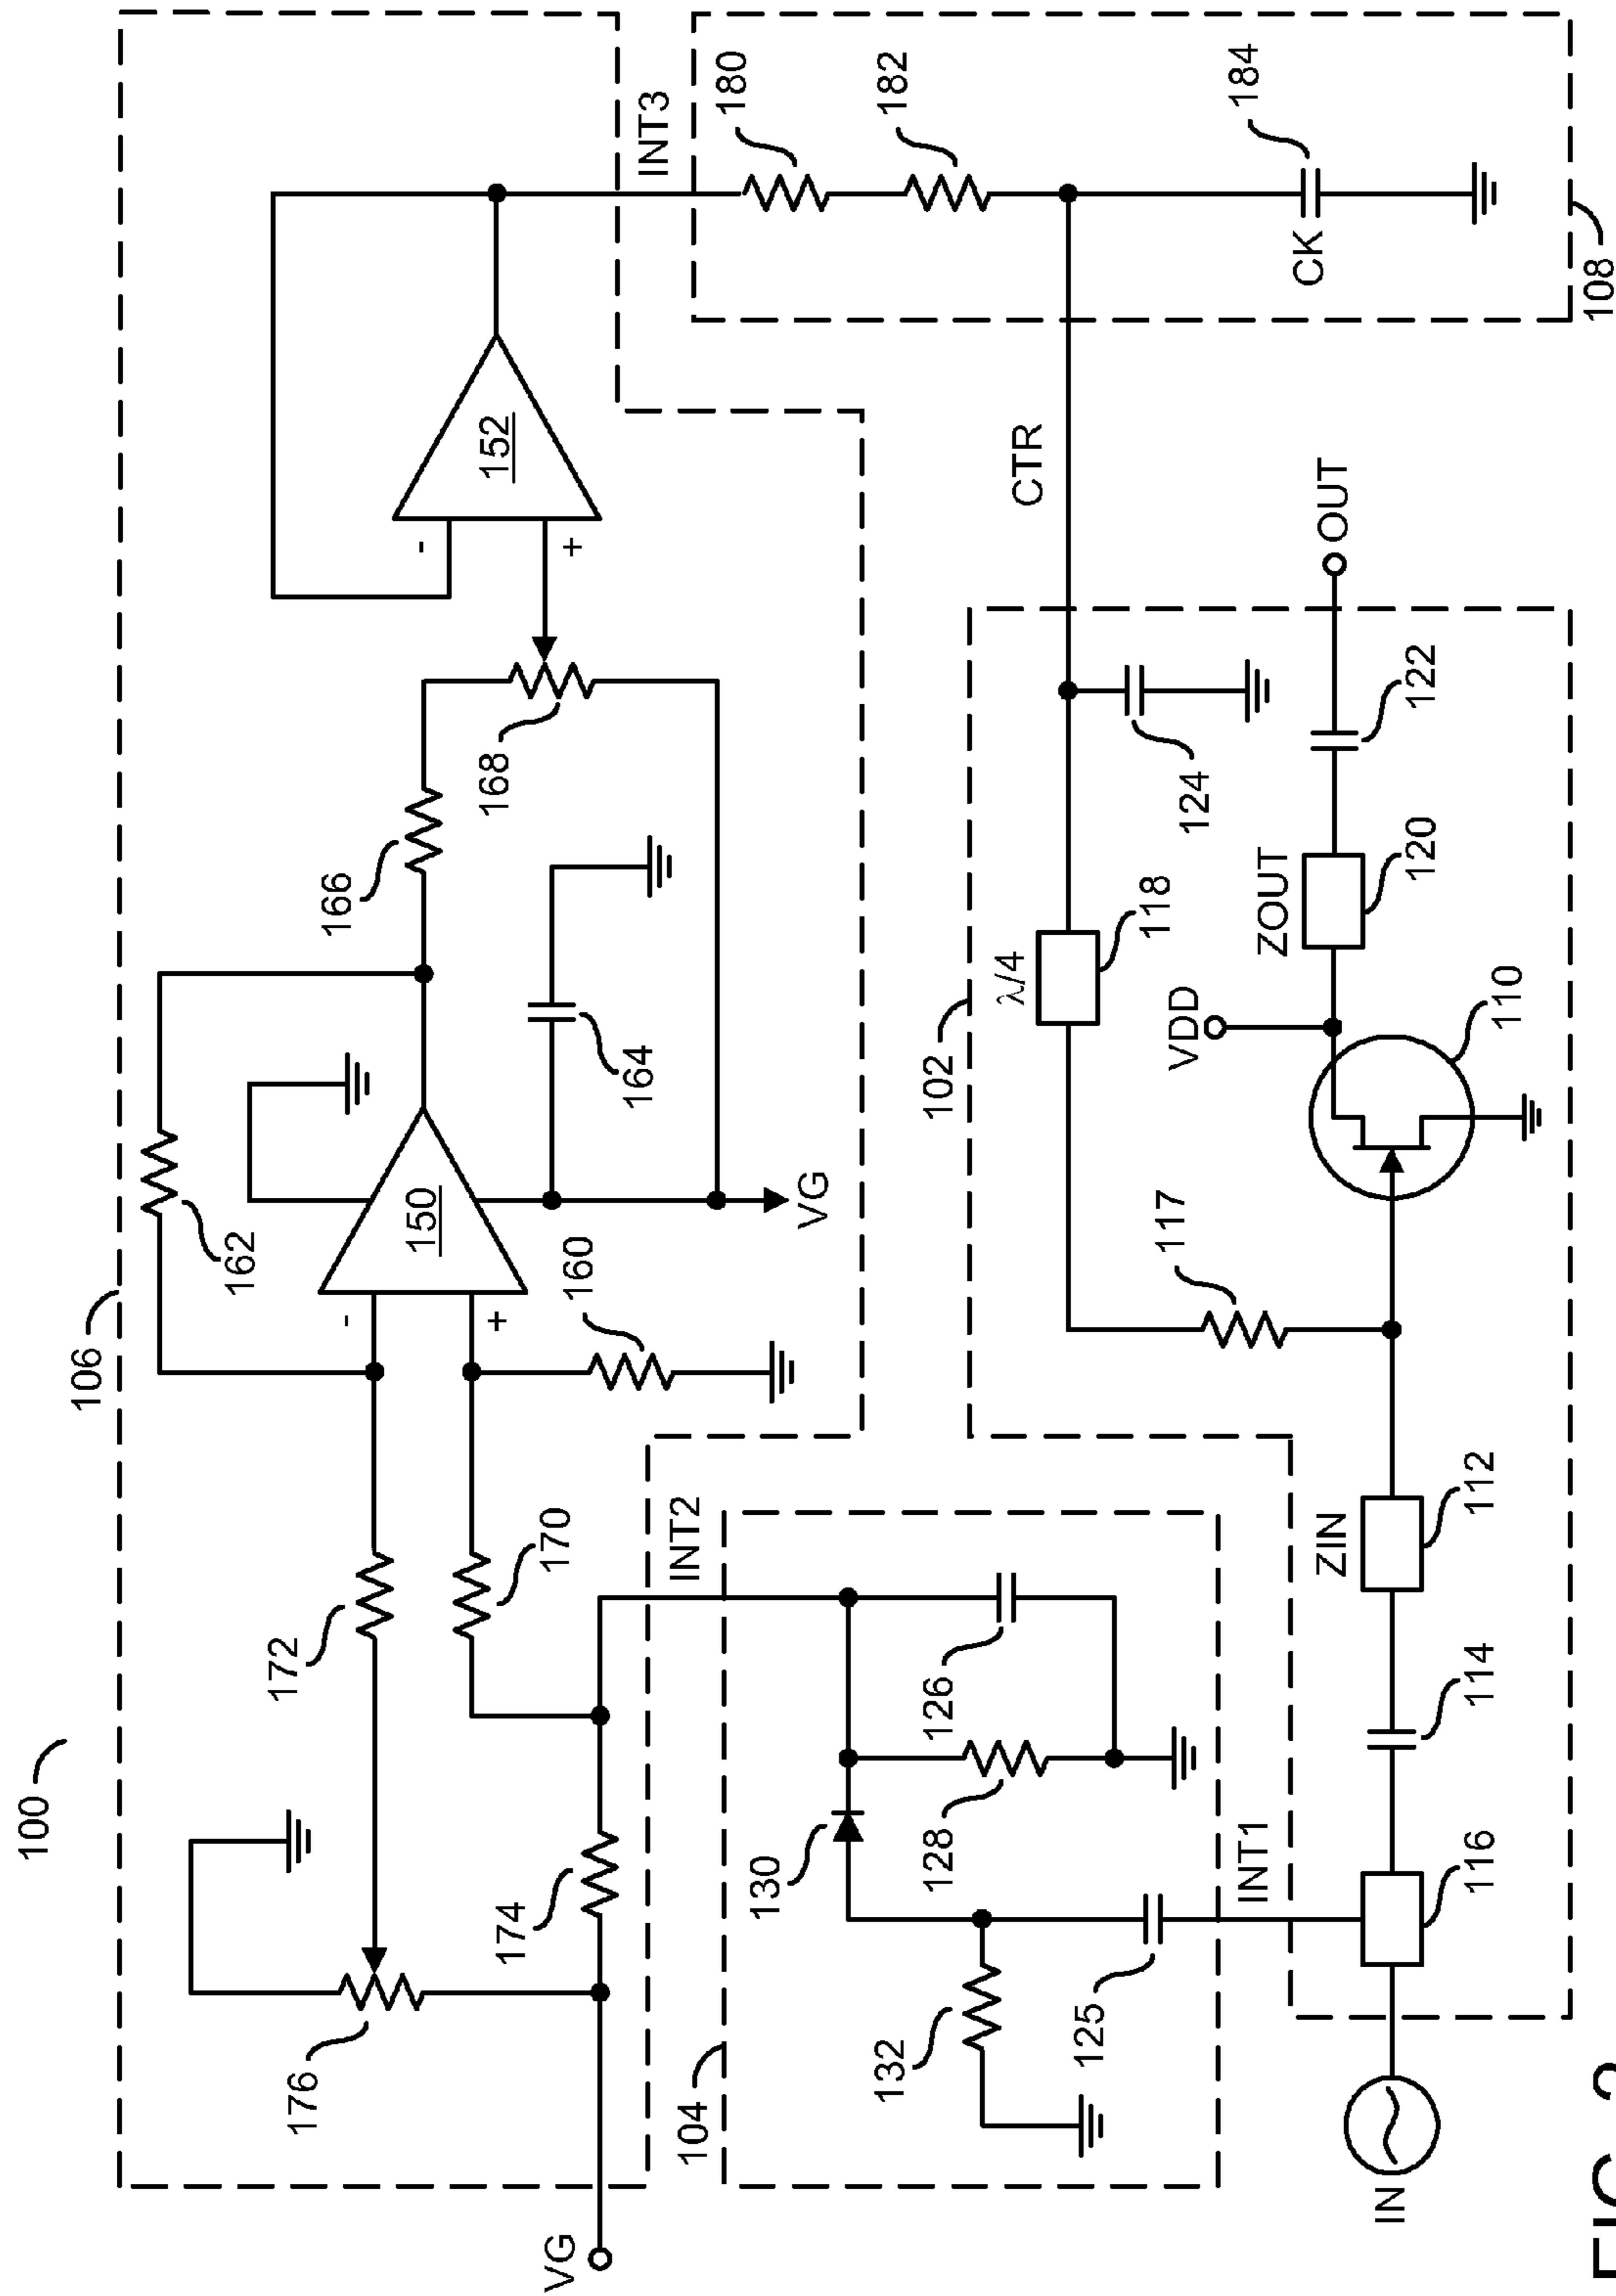 100
106
162
172
176
166
-
-
150
152
+
168
+
174
VG
170
160
164
INT2
INT3
104
VG
180
130
132
128
126
102
182
λ/4
CTR
125
118
117
VDD
124
INT1
184
ZIN
ZOUT
CK
OUT
IN
116
114
112
110
120
122
108
FIG